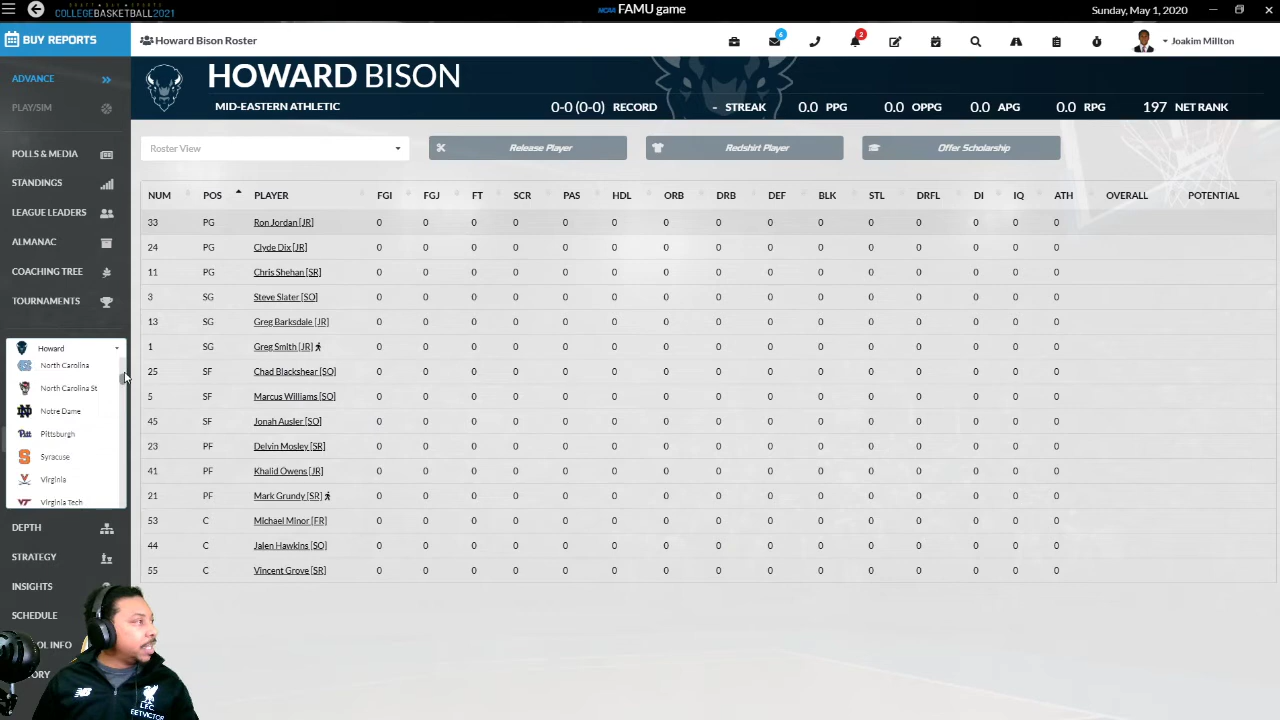 DRAFT DAY SPORTS
COLLEGEBASKETBALL2021
NCAA FAMU game
Sunday, May 1, 2020
BUY REPORTS
Howard Bison Roster
6
2
Joakim Millton
HOWARD BISON
MID-EASTERN ATHLETIC
0-0 (0-0) RECORD - STREAK 0.0 PPG 0.0 OPPG 0.0 APG 0.0 RPG 197 NET RANK
ADVANCE
PLAY/SIM
POLLS & MEDIA
STANDINGS
LEAGUE LEADERS
ALMANAC
COACHING TREE
TOURNAMENTS
Howard
North Carolina
North Carolina St
Notre Dame
Pitt Pittsburgh
S Syracuse
Virginia
VT Virginia Tech
DEPTH
STRATEGY
INSIGHTS
SCHEDULE
OL INFO
ORY
Roster View
Release Player
Redshirt Player
Offer Scholarship
NUM POS PLAYER FGI FGJ FT SCR PAS HDL ORB DRB DEF BLK STL DRFL DI IQ ATH OVERALL POTENTIAL
33 PG Ron Jordan [JR] 0 0 0 0 0 0 0 0 0 0 0 0 0 0 0
24 PG Clyde Dix [JR] 0 0 0 0 0 0 0 0 0 0 0 0 0 0 0
11 PG Chris Shehan [SR] 0 0 0 0 0 0 0 0 0 0 0 0 0 0 0
3 SG Steve Slater [SO] 0 0 0 0 0 0 0 0 0 0 0 0 0 0 0
13 SG Greg Barksdale [JR] 0 0 0 0 0 0 0 0 0 0 0 0 0 0 0
1 SG Greg Smith [JR] 0 0 0 0 0 0 0 0 0 0 0 0 0 0 0
25 SF Chad Blackshear [SO] 0 0 0 0 0 0 0 0 0 0 0 0 0 0 0
5 SF Marcus Williams [SO] 0 0 0 0 0 0 0 0 0 0 0 0 0 0 0
45 SF Jonah Ausler [SO] 0 0 0 0 0 0 0 0 0 0 0 0 0 0 0
23 PF Delvin Mosley [SR] 0 0 0 0 0 0 0 0 0 0 0 0 0 0 0
41 PF Khalid Owens [JR] 0 0 0 0 0 0 0 0 0 0 0 0 0 0 0
21 PF Mark Grundy [SR] 0 0 0 0 0 0 0 0 0 0 0 0 0 0 0
53 C Michael Minor [FR] 0 0 0 0 0 0 0 0 0 0 0 0 0 0 0
44 C Jalen Hawkins [SO] 0 0 0 0 0 0 0 0 0 0 0 0 0 0 0
55 C Vincent Grove [SR] 0 0 0 0 0 0 0 0 0 0 0 0 0 0 0
L.F.C.
BETVICTOR